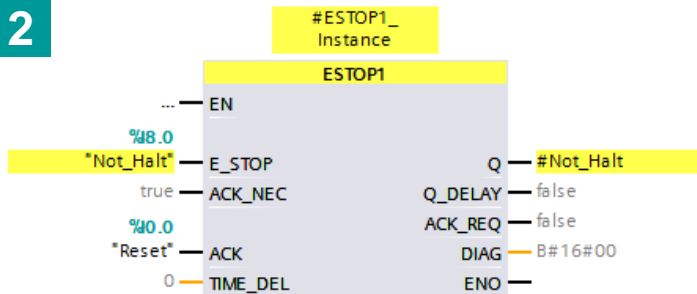 2
#ESTOP1_
Instance
ESTOP1
... EN
%I8.0
"Not_Halt" E_STOP Q #Not_Halt
true ACK_NEC Q_DELAY false
%I0.0 ACK_REQ false
"Reset" ACK DIAG B#16#00
0 TIME_DEL ENO